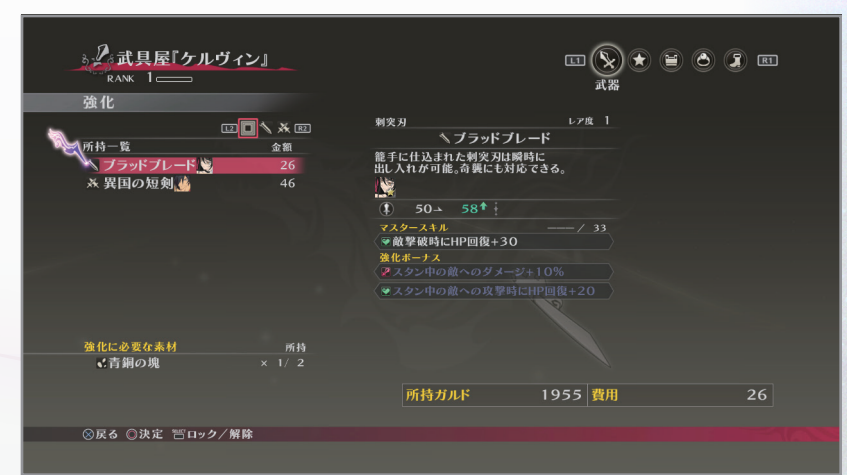 武具屋『ケルヴィン』
RANK 1
L1 R1
武器
強化
L2 R2
所持一覧 金額
ブラッドブレード 26
異国の短剣 46
刺突刃 レア度 1
ブラッドブレード
籠手に仕込まれた刺突刃は瞬時に
出し入れが可能。奇襲にも対応できる。
50 58
マスタースキル ―― / 33
敵撃破時にHP回復+30
強化ボーナス
スタン中の敵へのダメージ+10%
スタン中の敵への攻撃時にHP回復+20
強化に必要な素材 所持
青銅の塊 × 1/ 2
所持ガルド 1955 費用 26
戻る 決定 ロック/解除